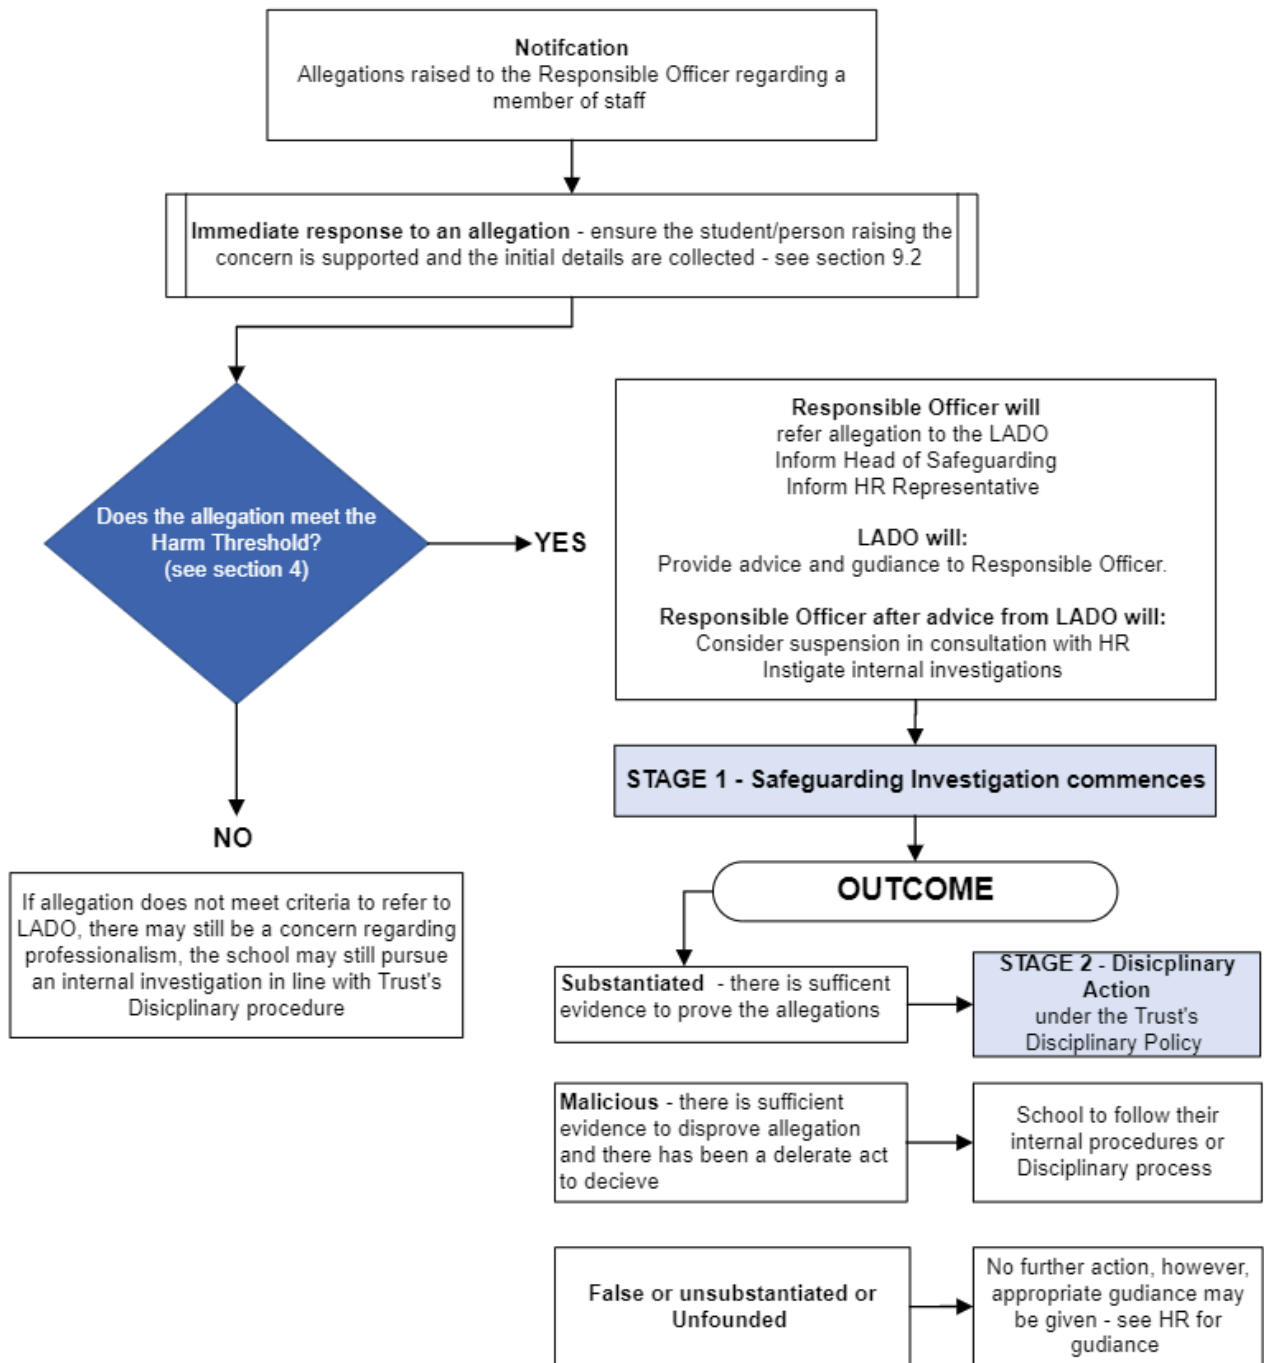 Notifcation
Allegations raised to the Responsible Officer regarding a
member of staff
Immediate response to an allegation - ensure the student/person raising the
concern is supported and the initial details are collected - see section 9.2
Does the allegation meet the
Harm Threshold?
(see section 4)
YES
Responsible Officer will
refer allegation to the LADO
Inform Head of Safeguarding
Inform HR Representative
LADO will:
Provide advice and gudiance to Responsible Officer.
Responsible Officer after advice from LADO will:
Consider suspension in consultation with HR
Instigate internal investigations
STAGE 1 - Safeguarding Investigation commences
NO
If allegation does not meet criteria to refer to
LADO, there may still be a concern regarding
professionalism, the school may still pursue
an internal investigation in line with Trust's
Disicplinary procedure
OUTCOME
Substantiated - there is sufficent
evidence to prove the allegations
STAGE 2 - Disicplinary
Action
under the Trust's
Disciplinary Policy
Malicious - there is sufficient
evidence to disprove allegation
and there has been a delerate act
to decieve
School to follow their
internal procedures or
Disciplinary process
False or unsubstantiated or
Unfounded
No further action, however,
appropriate gudiance may
be given - see HR for
gudiance